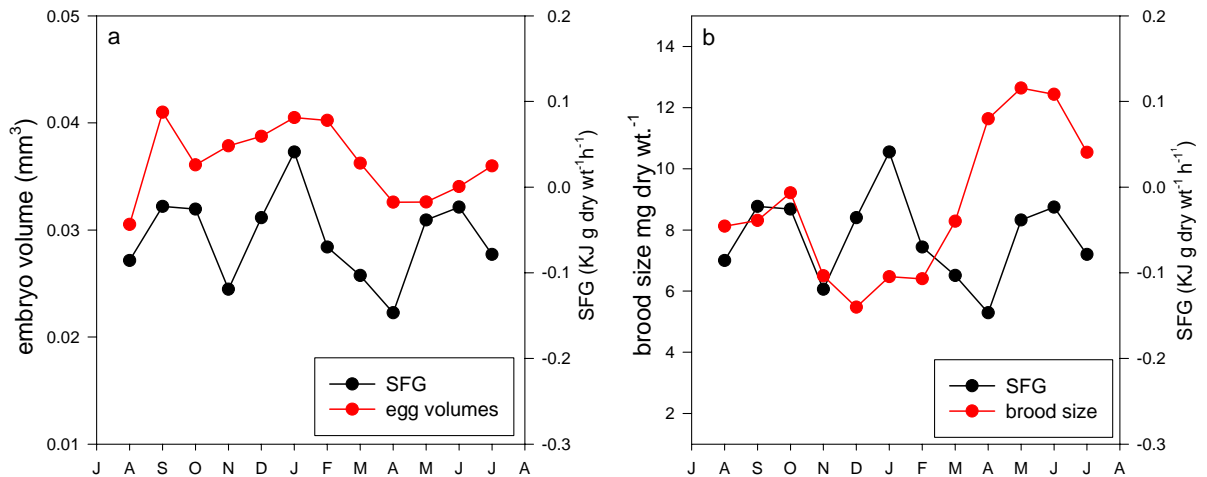 a
embryo volume (mm³)
0.05
0.04
0.03
0.02
0.01
0.2
0.1
0.0
-0.1
-0.2
-0.3
SFG (KJ g dry wt⁻¹h⁻¹)
SFG
egg volumes
J A S O N D J F M A M J J A
b
brood size mg dry wt.⁻¹
14
12
10
8
6
4
2
0.2
0.1
0.0
-0.1
-0.2
-0.3
SFG (KJ g dry wt⁻¹ h⁻¹¹)
SFG
brood size
J A S O N D J F M A M J J A